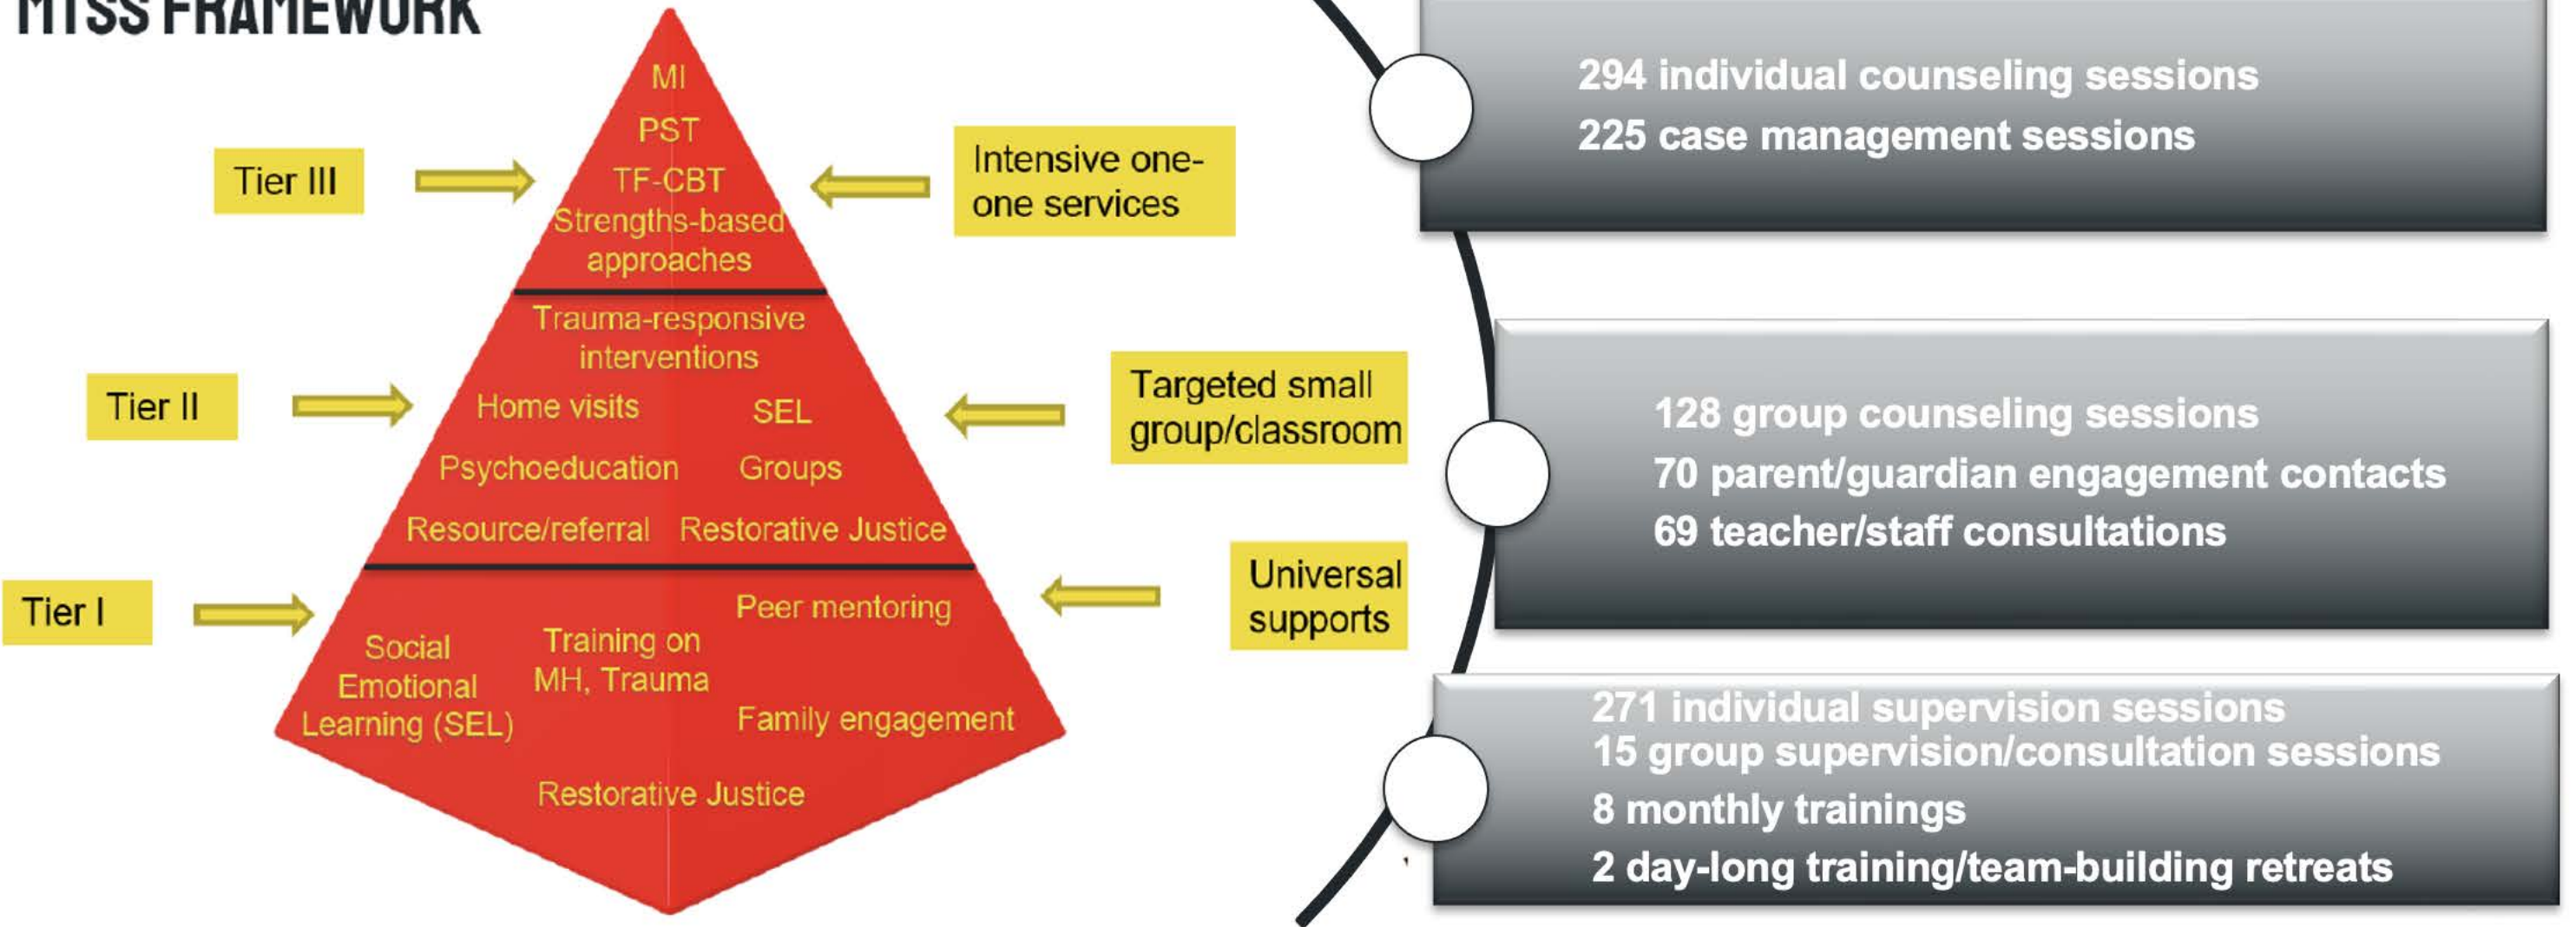 MTSS FRAMEWORK
MI
PST
TF-CBT
Strengths-based
approaches
Tier III
Intensive one-
one services
Trauma-responsive
interventions
Home visits
SEL
Psychoeducation
Groups
Resource/referral
Restorative Justice
Tier II
Targeted small
group/classroom
Tier I
Universal
supports
Peer mentoring
Social
Emotional
Learning (SEL)
Training on
MH, Trauma
Family engagement
Restorative Justice
294 individual counseling sessions
225 case management sessions
128 group counseling sessions
70 parent/guardian engagement contacts
69 teacher/staff consultations
271 individual supervision sessions
15 group supervision/consultation sessions
8 monthly trainings
2 day-long training/team-building retreats